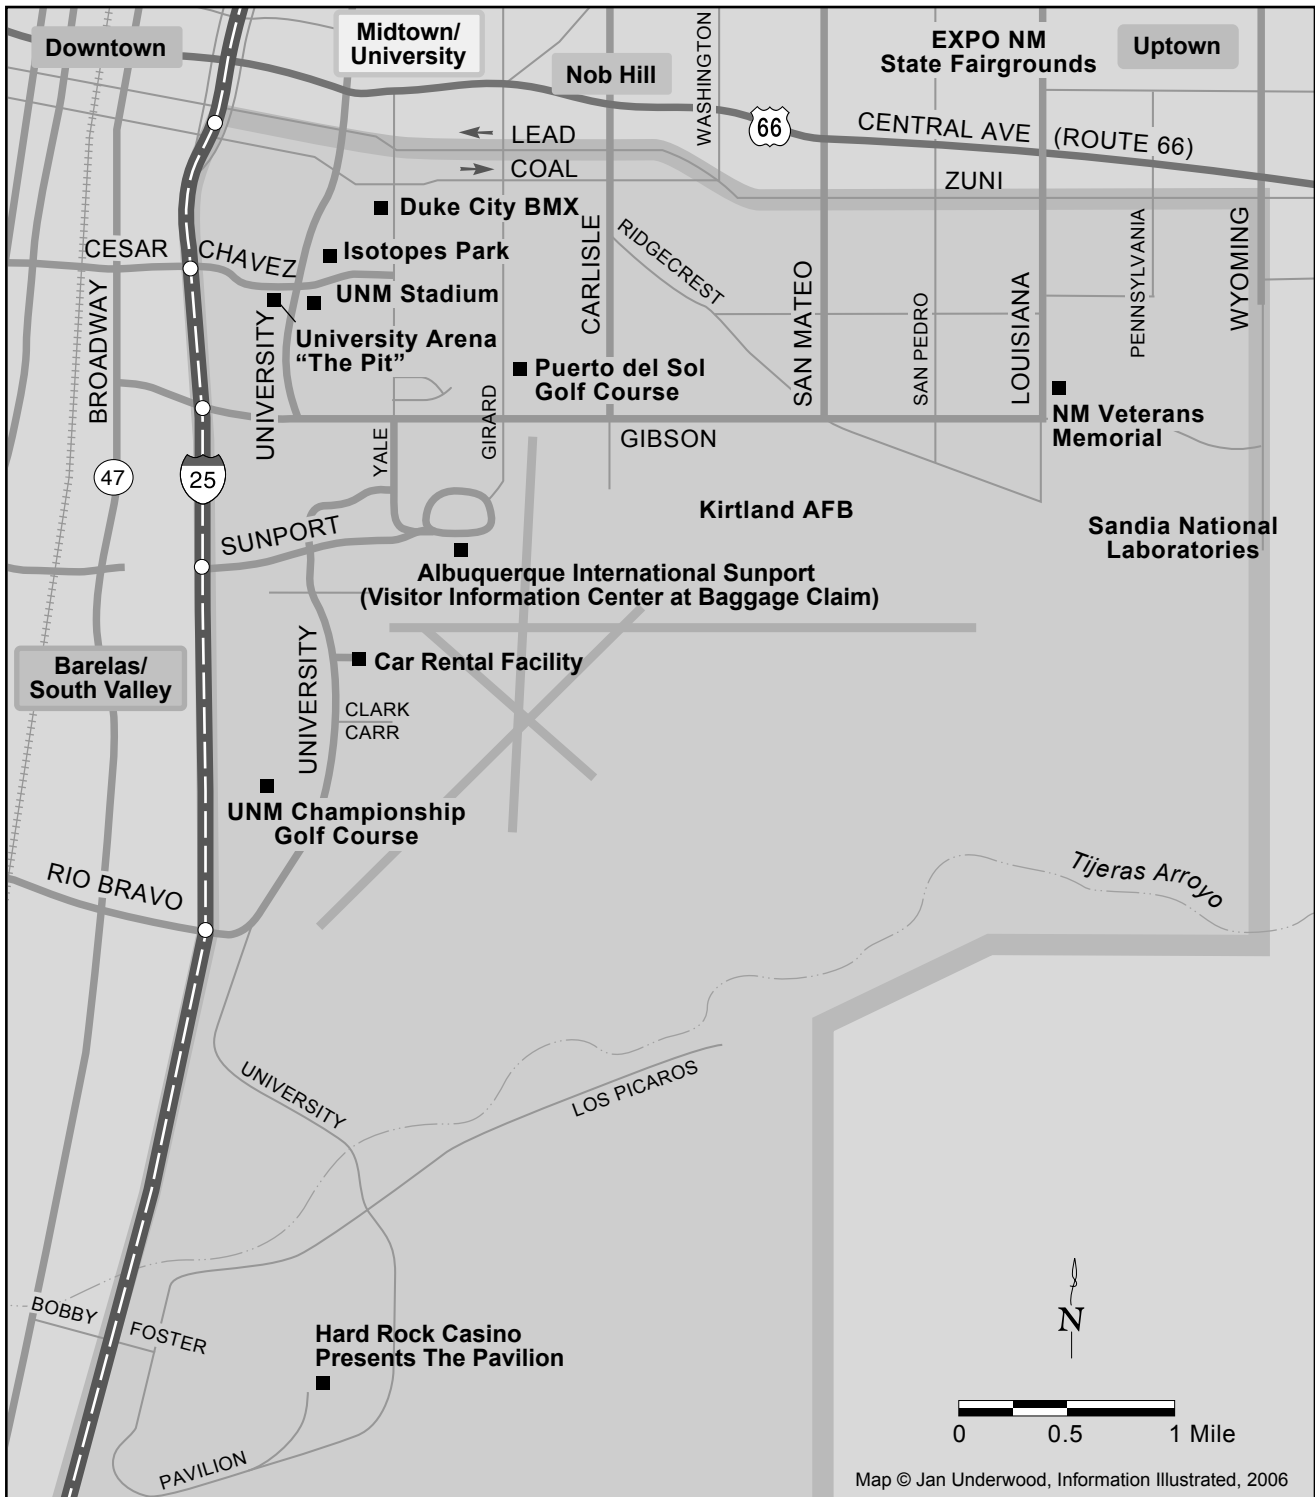 Downtown
Midtown/
University
Nob Hill
WASHINGTON
EXPO NM
State Fairgrounds
Uptown
66
CENTRAL AVE (ROUTE 66)
LEAD
COAL
ZUNI
Duke City BMX
CESAR CHAVEZ
Isotopes Park
UNM Stadium
University Arena
“The Pit”
BROADWAY
UNIVERSITY
CARLISLE
RIDGECREST
SAN MATEO
SAN PEDRO
LOUISIANA
PENNSYLVANIA
WYOMING
Puerto del Sol
Golf Course
NM Veterans
Memorial
YALE
GIRARD
GIBSON
47
25
SUNPORT
Kirtland AFB
Sandia National
Laboratories
Albuquerque International Sunport
(Visitor Information Center at Baggage Claim)
Barelas/
South Valley
UNIVERSITY
Car Rental Facility
CLARK
CARR
UNM Championship
Golf Course
RIO BRAVO
Tijeras Arroyo
UNIVERSITY
LOS PICAROS
BOBBY FOSTER
Hard Rock Casino
Presents The Pavilion
PAVILION
N
0 0.5 1 Mile
Map © Jan Underwood, Information Illustrated, 2006